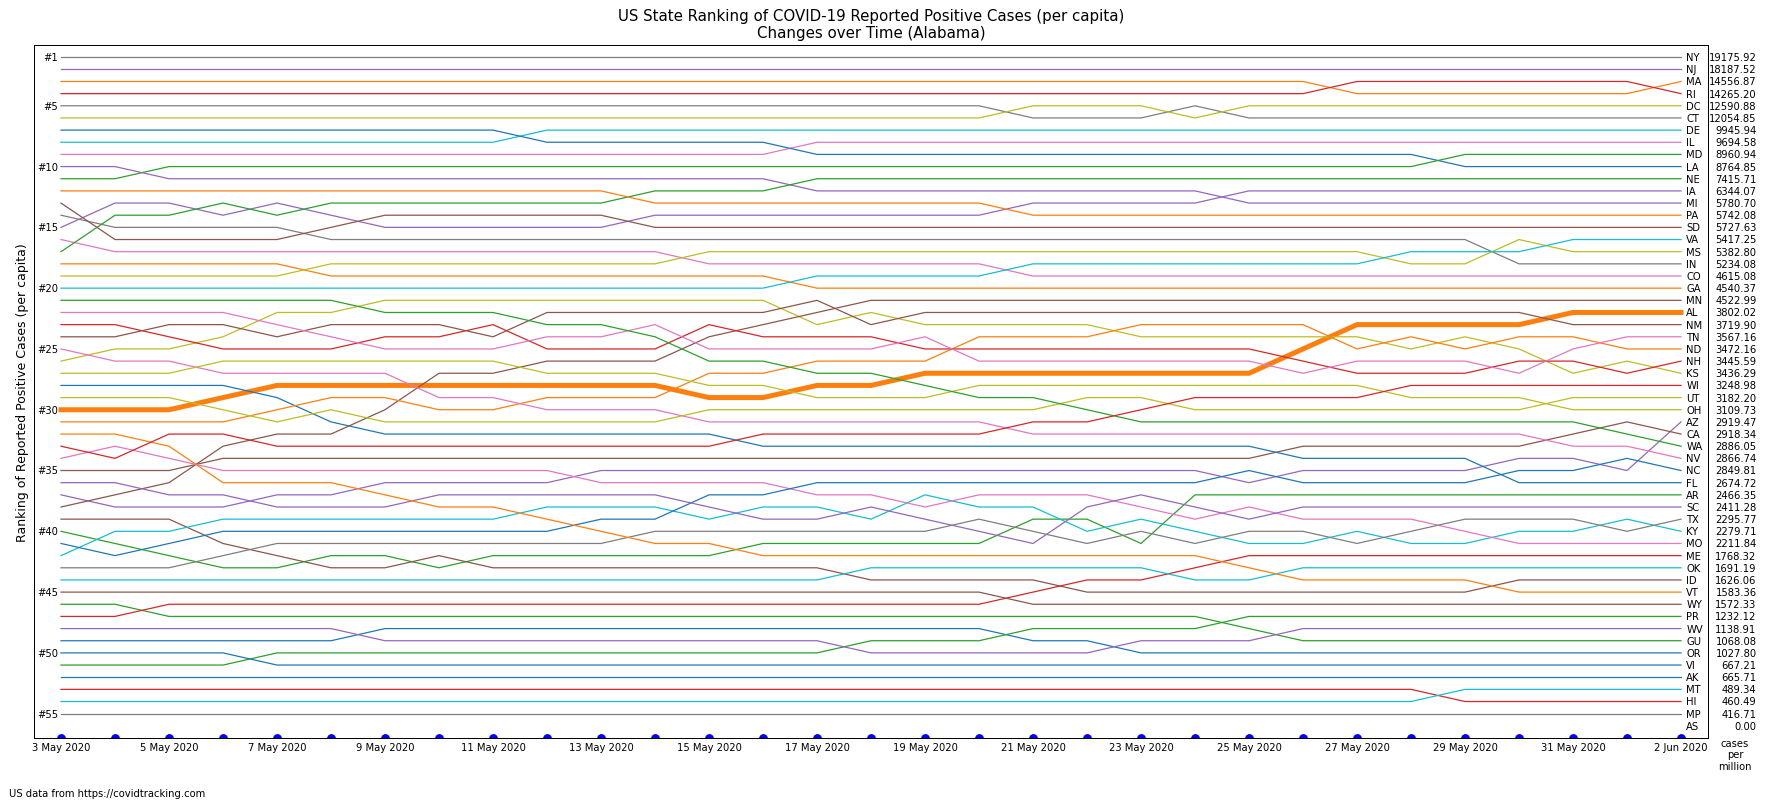 US State Ranking of COVID-19 Reported Positive Cases (per capita)
Changes over Time (Alabama)
Ranking of Reported Positive Cases (per capita)
#1
#5
#10
#15
#20
#25
#30
#35
#40
#45
#50
#55
NY 19175.92
NJ 18187.52
MA 14556.87
RI 14265.20
DC 12590.88
CT 12054.85
DE 9945.94
IL 9694.58
MD 8960.94
LA 8764.85
NE 7415.71
IA 6344.07
MI 5780.70
PA 5742.08
SD 5727.63
VA 5417.25
MS 5382.80
IN 5234.08
CO 4615.08
GA 4540.37
MN 4522.99
AL 3802.02
NM 3719.90
TN 3567.16
ND 3472.16
NH 3445.59
KS 3436.29
WI 3248.98
UT 3182.20
OH 3109.73
AZ 2919.47
CA 2918.34
WA 2886.05
NV 2866.74
NC 2849.81
FL 2674.72
AR 2466.35
SC 2411.28
TX 2295.77
KY 2279.71
MO 2211.84
ME 1768.32
OK 1691.19
ID 1626.06
VT 1583.36
WY 1572.33
PR 1232.12
WV 1138.91
GU 1068.08
OR 1027.80
VI 667.21
AK 665.71
MT 489.34
HI 460.49
MP 416.71
AS 0.00
3 May 2020 5 May 2020 7 May 2020 9 May 2020 11 May 2020 13 May 2020 15 May 2020 17 May 2020 19 May 2020 21 May 2020 23 May 2020 25 May 2020 27 May 2020 29 May 2020 31 May 2020 2 Jun 2020
cases
per
million
US data from https://covidtracking.com